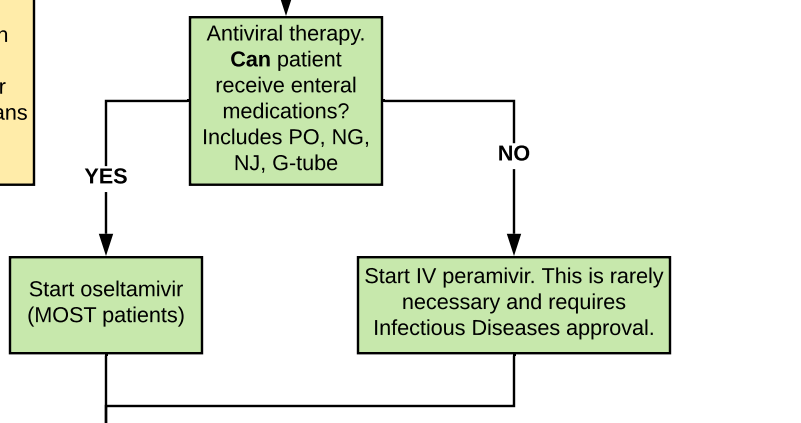 n
r
ans
Antiviral therapy.
Can patient
receive enteral
medications?
Includes PO, NG,
NJ, G-tube
YES
NO
Start oseltamivir
(MOST patients)
Start IV peramivir. This is rarely
necessary and requires
Infectious Diseases approval.